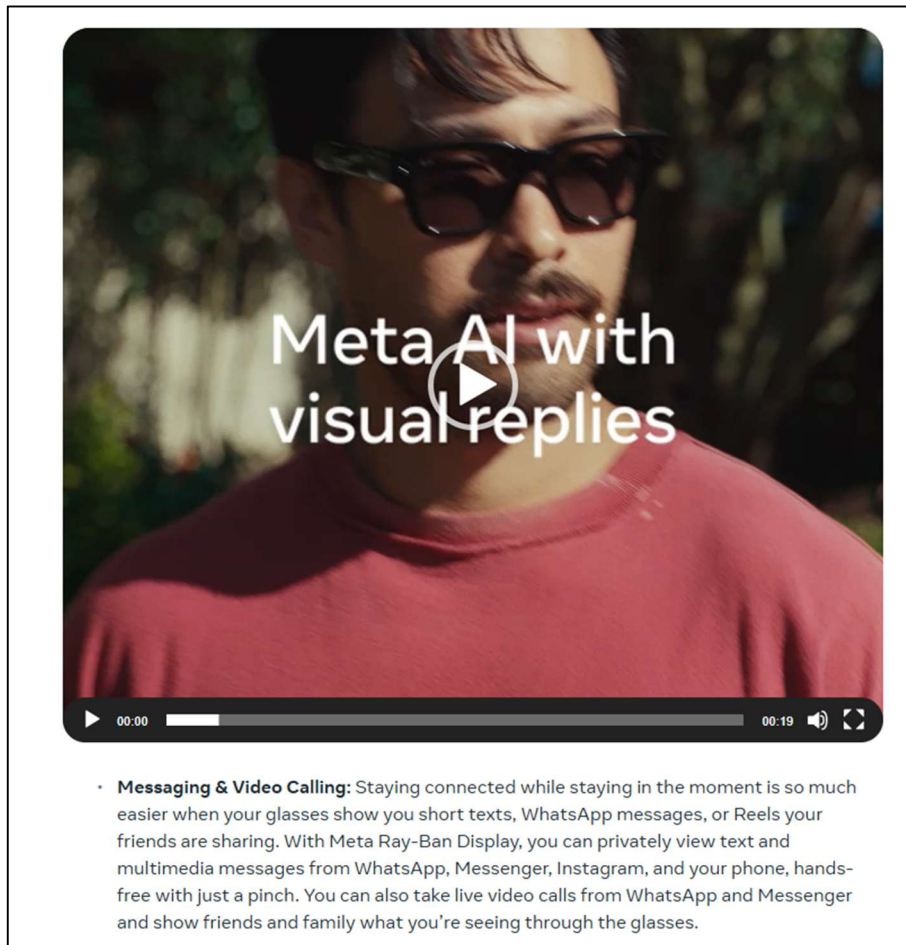 Meta AI with
visual replies
00:00
00:19
• Messaging & Video Calling: Staying connected while staying in the moment is so much
easier when your glasses show you short texts, WhatsApp messages, or Reels your
friends are sharing. With Meta Ray-Ban Display, you can privately view text and
multimedia messages from WhatsApp, Messenger, Instagram, and your phone, hands-
free with just a pinch. You can also take live video calls from WhatsApp and Messenger
and show friends and family what you’re seeing through the glasses.